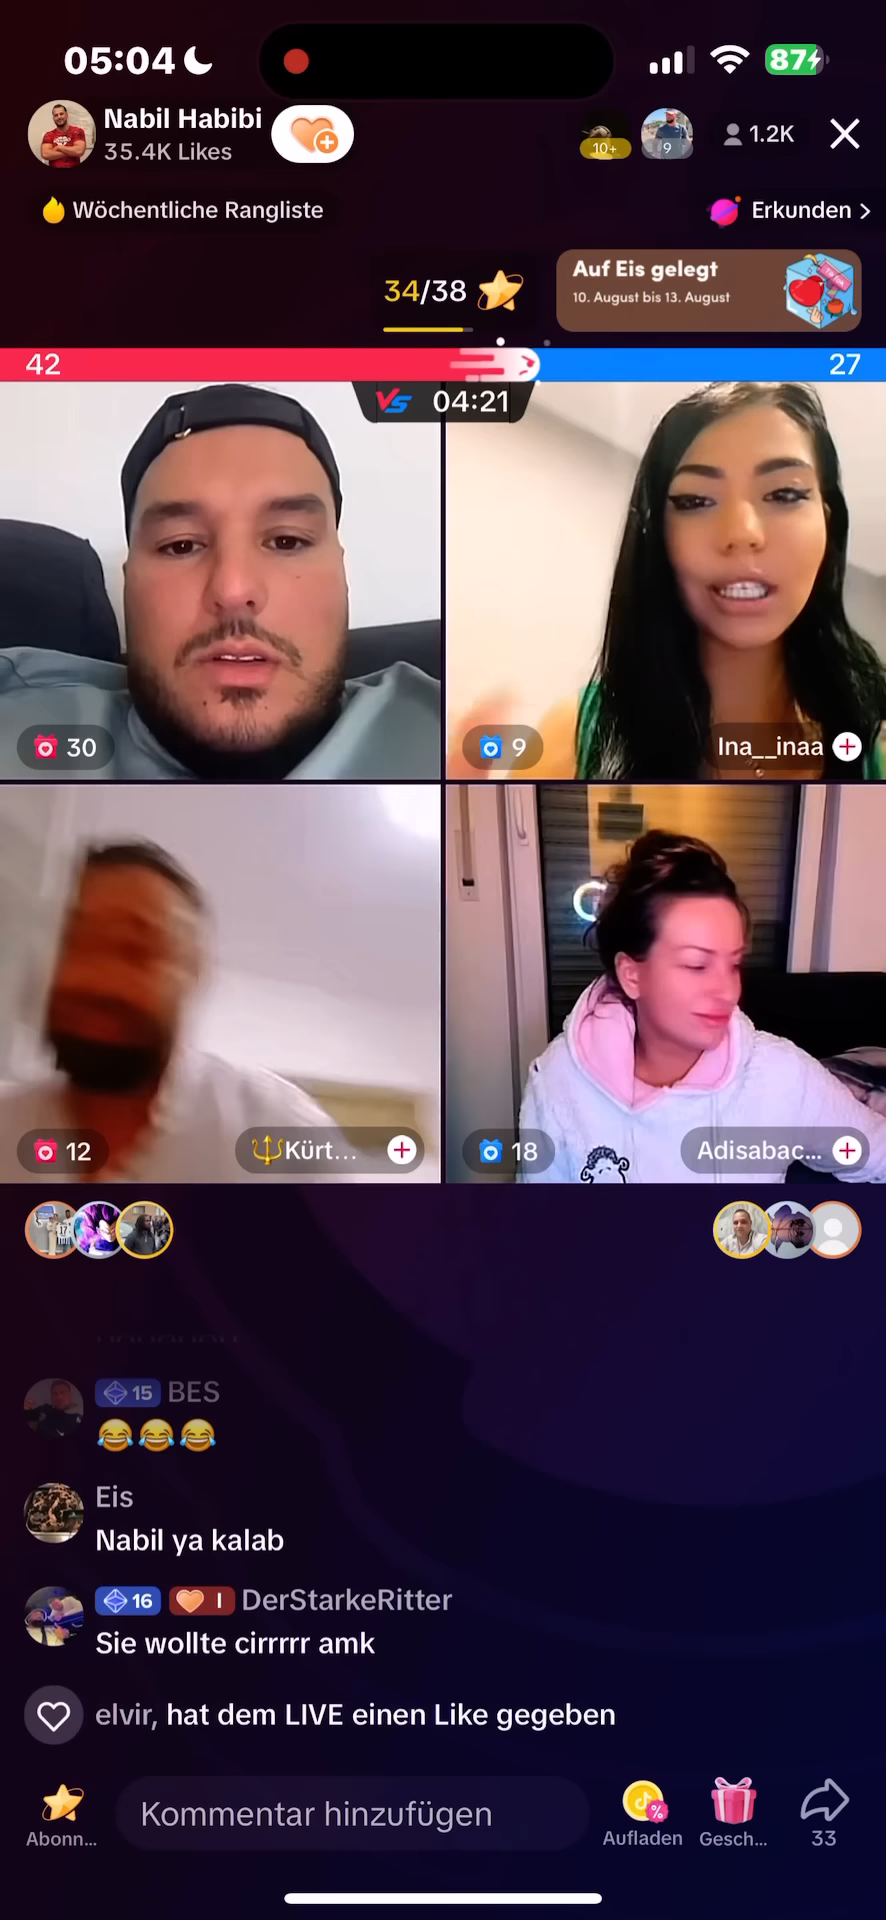 05:04
87
Nabil Habibi
35.4K Likes
10+
9
1.2K
Wöchentliche Rangliste
Erkunden >
34/38
Auf Eis gelegt
10. August bis 13. August
42
27
VS 04:21
30
9
Ina__inaa
12
Kürt...
18
Adisabac...
15 BES
😂😂😂
Eis
Nabil ya kalab
16 I DerStarkeRitter
Sie wollte cirrrrr amk
elvir, hat dem LIVE einen Like gegeben
Abonn...
Kommentar hinzufügen
Aufladen
Gesch...
33